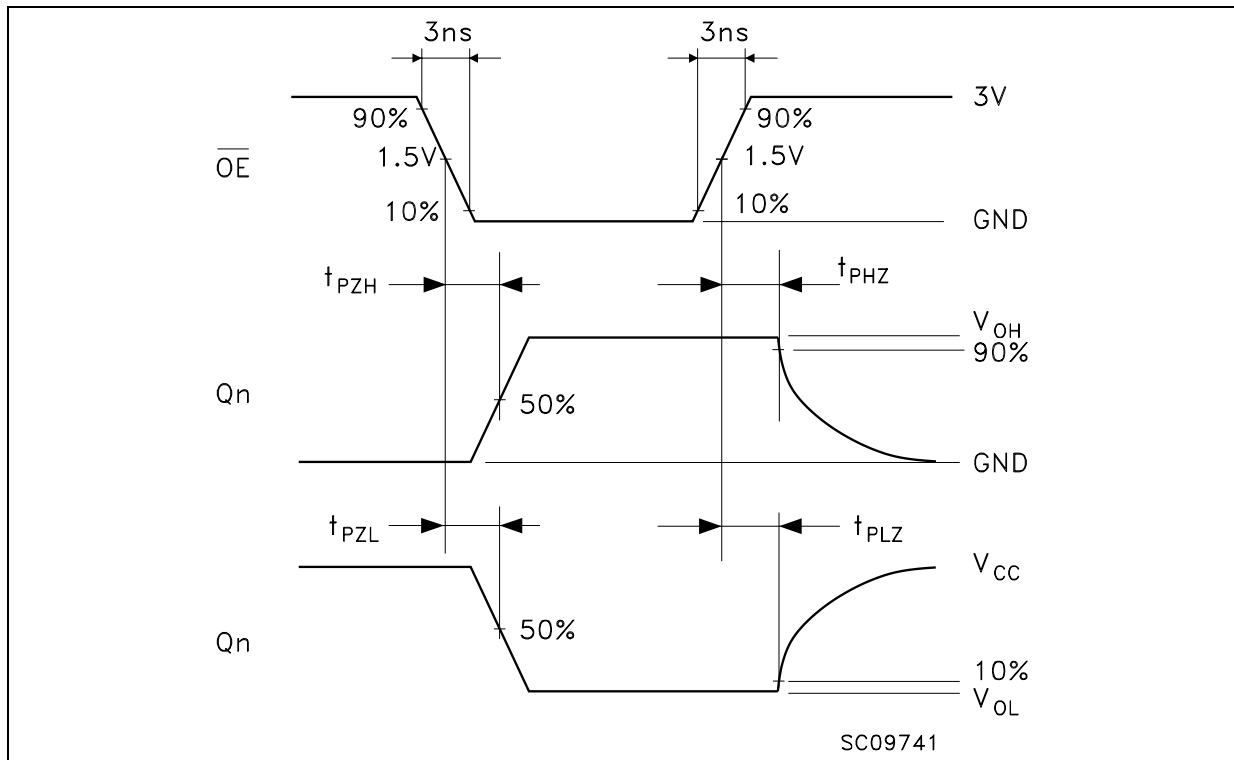 3ns 3ns
3V
90% 90%
OE 1.5V 1.5V
10% 10%
GND
tPZH tPHZ
VOH
90%
Qn 50%
GND
tPZL tPLZ
VCC
Qn 50%
10%
VOL
SC09741